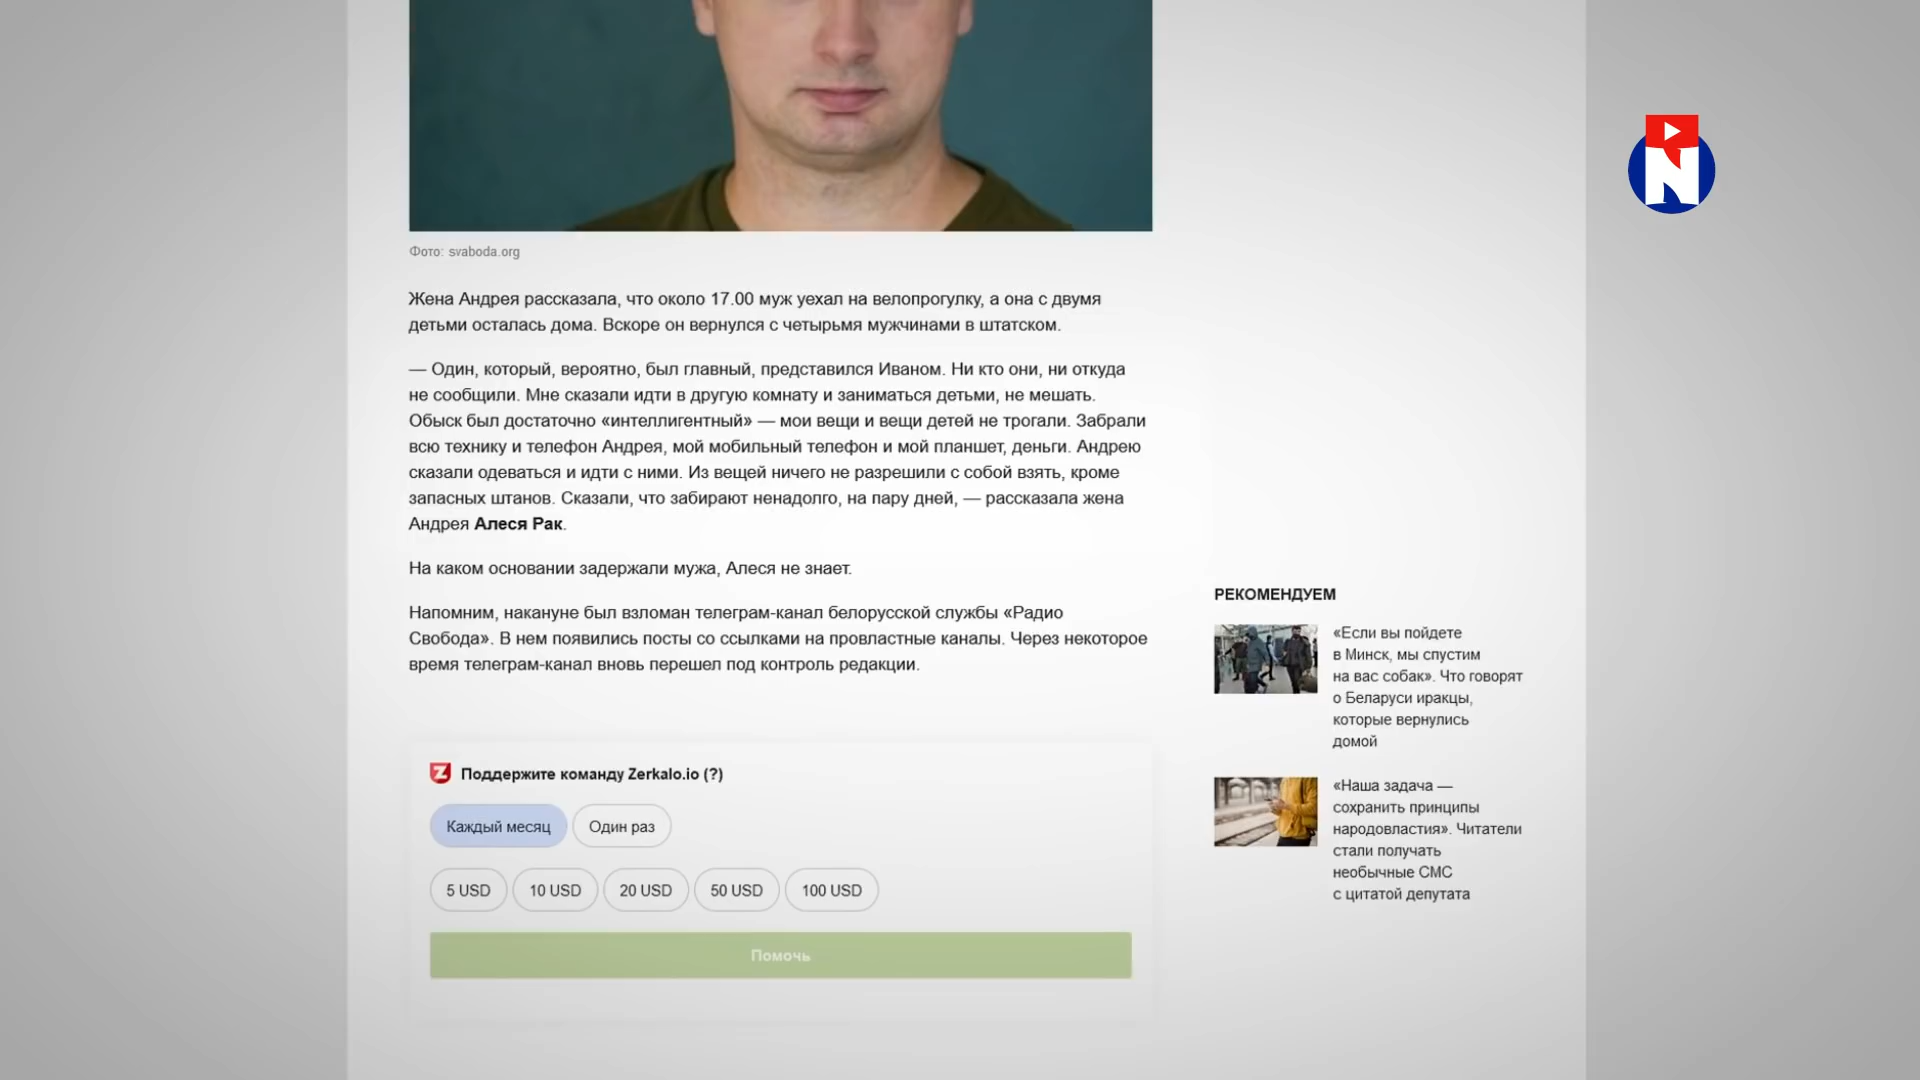 Фото: svaboda.org
Жена Андрея рассказала, что около 17.00 муж уехал на велопрогулку, а она с двумя
детьми осталась дома. Вскоре он вернулся с четырьмя мужчинами в штатском.
— Один, который, вероятно, был главный, представился Иваном. Ни кто они, ни откуда
не сообщили. Мне сказали идти в другую комнату и заниматься детьми, не мешать.
Обыск был достаточно «интеллигентный» — мои вещи и вещи детей не трогали. Забрали
всю технику и телефон Андрея, мой мобильный телефон и мой планшет, деньги. Андрею
сказали одеваться и идти с ними. Из вещей ничего не разрешили с собой взять, кроме
запасных штанов. Сказали, что забирают ненадолго, на пару дней, — рассказала жена
Андрея Алеся Рак.
На каком основании задержали мужа, Алеся не знает.
Напомним, накануне был взломан телеграм-канал белорусской службы «Радио
Свобода». В нем появились посты со ссылками на провластные каналы. Через некоторое
время телеграм-канал вновь перешел под контроль редакции.
Z Поддержите команду Zerkalo.io (?)
Каждый месяц Один раз
5 USD 10 USD 20 USD 50 USD 100 USD
Помочь
РЕКОМЕНДУЕМ
«Если вы пойдете
в Минск, мы спустим
на вас собак». Что говорят
о Беларуси иракцы,
которые вернулись
домой
«Наша задача —
сохранить принципы
народовластия». Читатели
стали получать
необычные СМС
с цитатой депутата
N